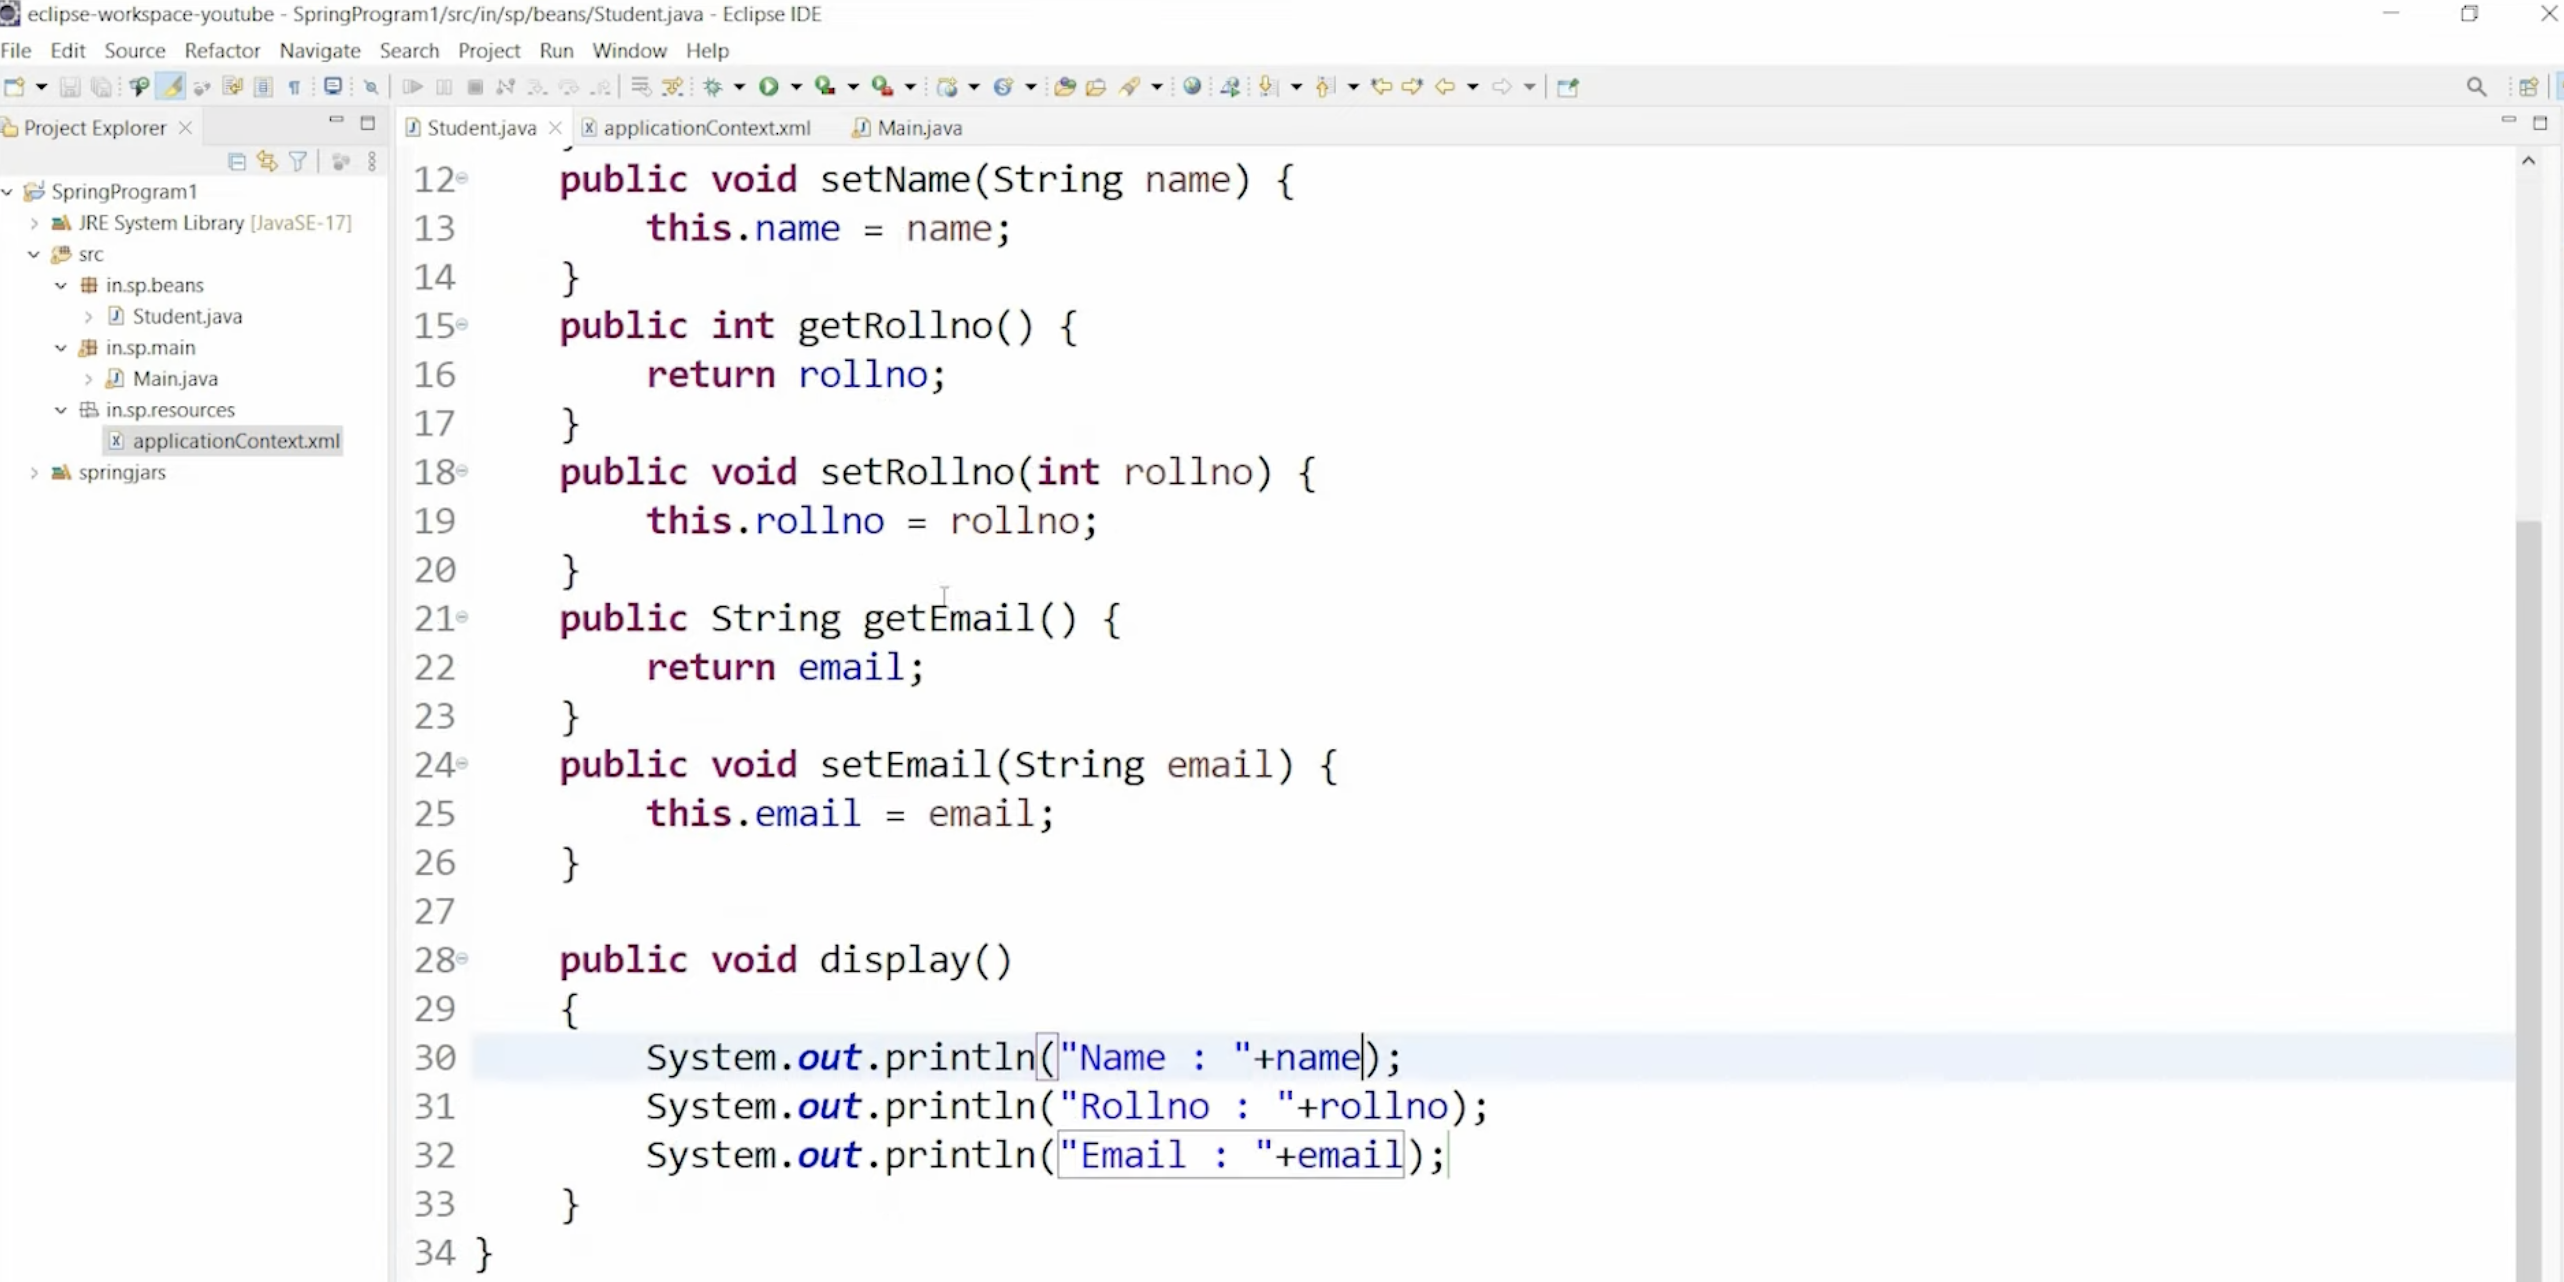 eclipse-workspace-youtube - SpringProgram1/src/in/sp/beans/Student.java - Eclipse IDE
File Edit Source Refactor Navigate Search Project Run Window Help
Project Explorer
SpringProgram1
JRE System Library [JavaSE-17]
src
in.sp.beans
Student.java
in.sp.main
Main.java
in.sp.resources
applicationContext.xml
springjars
Student.java applicationContext.xml Main.java
12 public void setName(String name) {
13 this.name = name;
14 }
15 public int getRollno() {
16 return rollno;
17 }
18 public void setRollno(int rollno) {
19 this.rollno = rollno;
20 }
21 public String getEmail() {
22 return email;
23 }
24 public void setEmail(String email) {
25 this.email = email;
26 }
27
28 public void display()
29 {
30 System.out.println("Name : "+name);
31 System.out.println("Rollno : "+rollno);
32 System.out.println("Email : "+email);
33 }
34 }